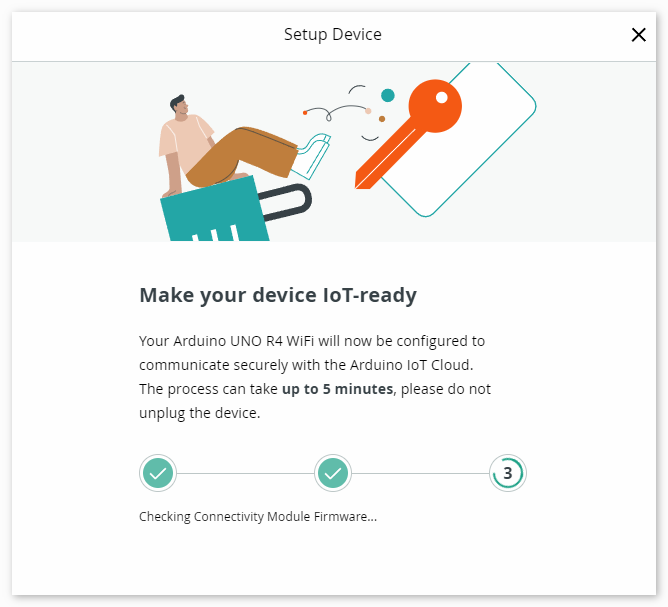 Setup Device
Make your device IoT-ready
Your Arduino UNO R4 WiFi will now be configured to
communicate securely with the Arduino IoT Cloud.
The process can take up to 5 minutes, please do not
unplug the device.
3
Checking Connectivity Module Firmware...